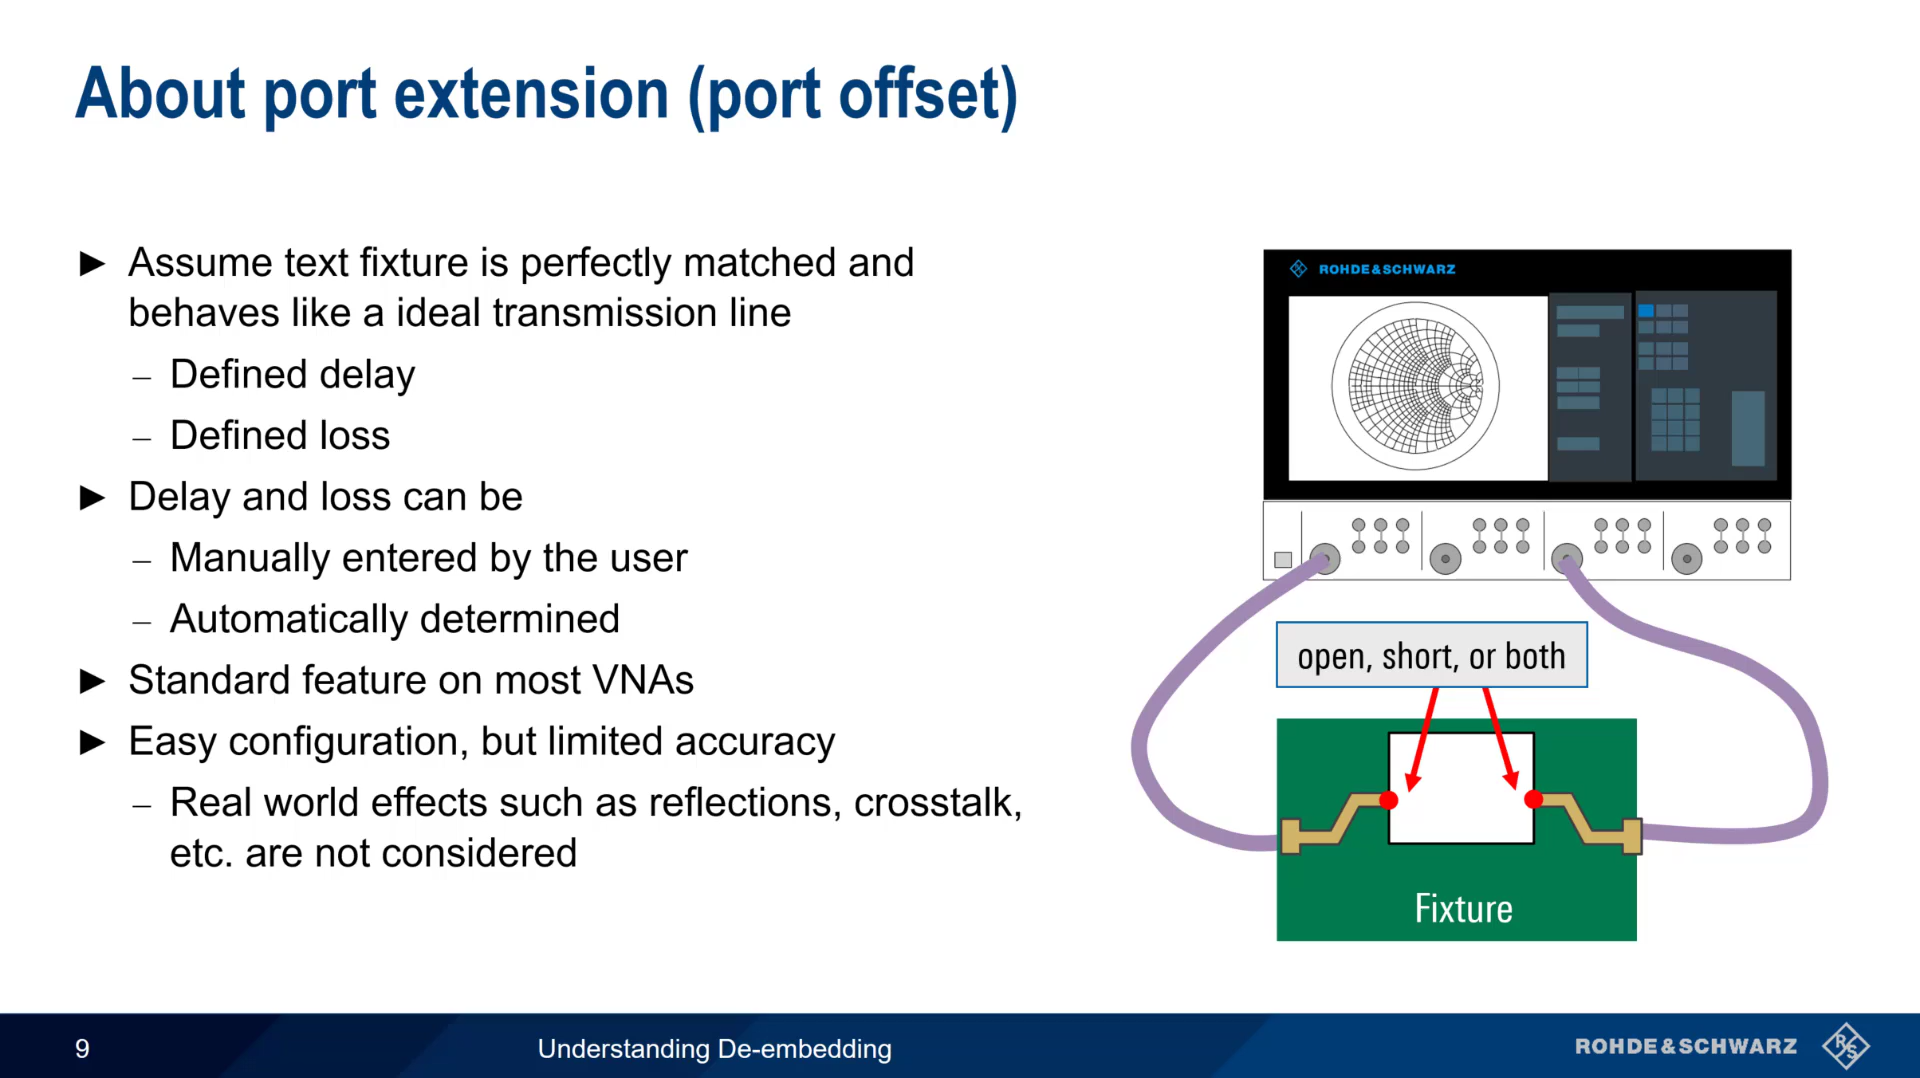 About port extension (port offset)
► Assume text fixture is perfectly matched and
behaves like a ideal transmission line
– Defined delay
– Defined loss
► Delay and loss can be
– Manually entered by the user
– Automatically determined
► Standard feature on most VNAs
► Easy configuration, but limited accuracy
– Real world effects such as reflections, crosstalk,
etc. are not considered
ROHDE&SCHWARZ
open, short, or both
Fixture
9
Understanding De-embedding
ROHDE&SCHWARZ
R&S